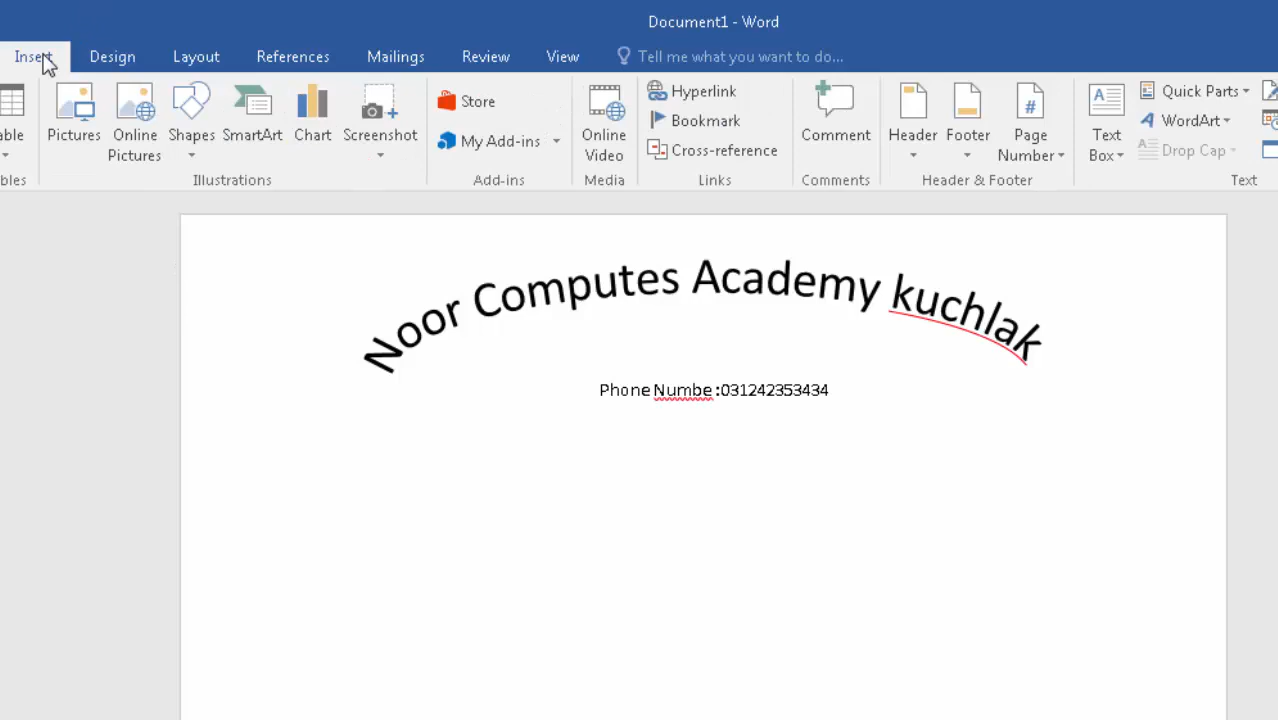 Document1 - Word
Insert Design Layout References Mailings Review View Tell me what you want to do...
Pictures Online Pictures Shapes SmartArt Chart Screenshot
Store
My Add-ins
Online Video
Hyperlink
Bookmark
Cross-reference
Comment
Header Footer Page Number
Text Box
Quick Parts
WordArt
Drop Cap
Illustrations Add-ins Media Links Comments Header & Footer Text
Noor Computes Academy kuchlak
Phone Numbe:031242353434